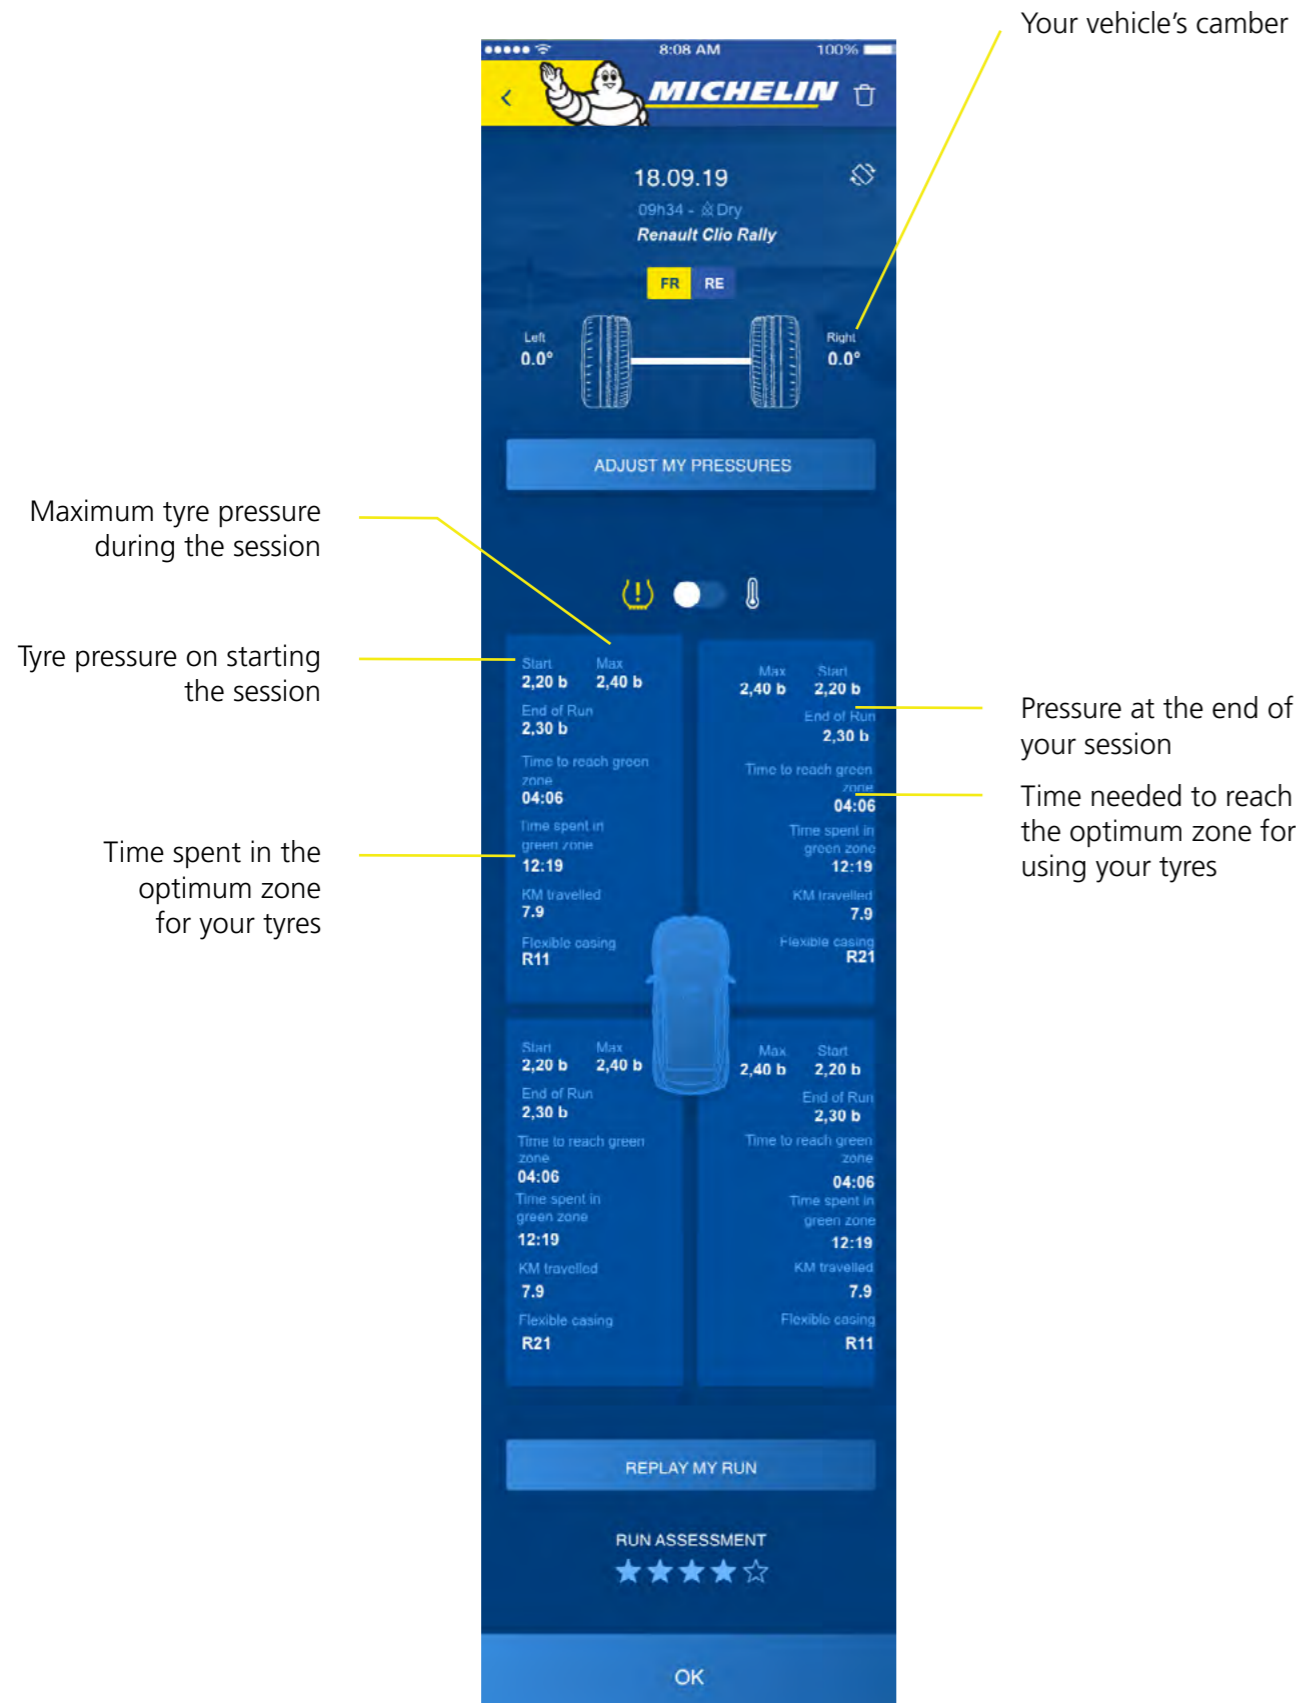 Your vehicle's camber
8:08 AM
100%
MICHELIN
18.09.19
09h34 - Dry
Renault Clio Rally
FR RE
Left
0.0°
Right
0.0°
ADJUST MY PRESSURES
Maximum tyre pressure
during the session
Tyre pressure on starting
the session
Time spent in the
optimum zone
for your tyres
Start Max
2,20 b 2,40 b
End of Run
2,30 b
Time to reach green
zone
04:06
Time spent in
green zone
12:19
KM travelled
7.9
Flexible casing
R11
Max Start
2,40 b 2,20 b
End of Run
2,30 b
Time to reach green
zone
04:06
Time spent in
green zone
12:19
KM travelled
7.9
Flexible casing
R21
Pressure at the end of
your session
Time needed to reach
the optimum zone for
using your tyres
Start Max
2,20 b 2,40 b
End of Run
2,30 b
Time to reach green
zone
04:06
Time spent in
green zone
12:19
KM travelled
7.9
Flexible casing
R21
Max Start
2,40 b 2,20 b
End of Run
2,30 b
Time to reach green
zone
04:06
Time spent in
green zone
12:19
KM travelled
7.9
Flexible casing
R11
REPLAY MY RUN
RUN ASSESSMENT
OK